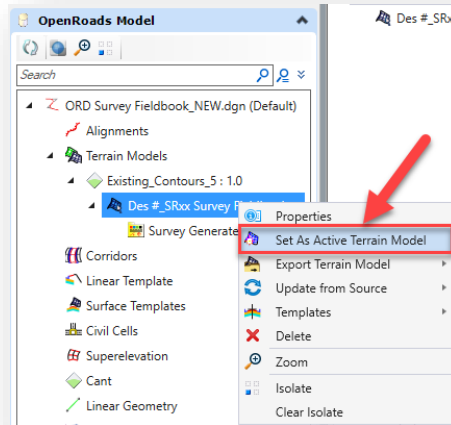 OpenRoads Model
Des #_SRx
Search
ORD Survey Fieldbook_NEW.dgn (Default)
Alignments
Terrain Models
Existing_Contours_5 : 1.0
Des #_SRxx Survey
Survey Generate
Corridors
Linear Template
Surface Templates
Civil Cells
Superelevation
Cant
Linear Geometry
Properties
Set As Active Terrain Model
Export Terrain Model
Update from Source
Templates
Delete
Zoom
Isolate
Clear Isolate